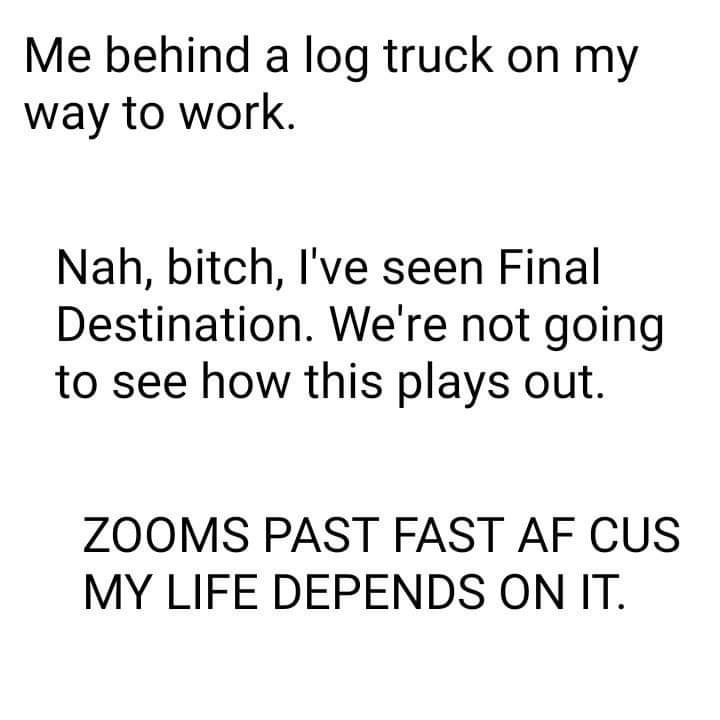 Me behind a log truck on my
way to work.
Nah, bitch, I've seen Final
Destination. We're not going
to see how this plays out.
ZOOMS PAST FAST AF CUS
MY LIFE DEPENDS ON IT.